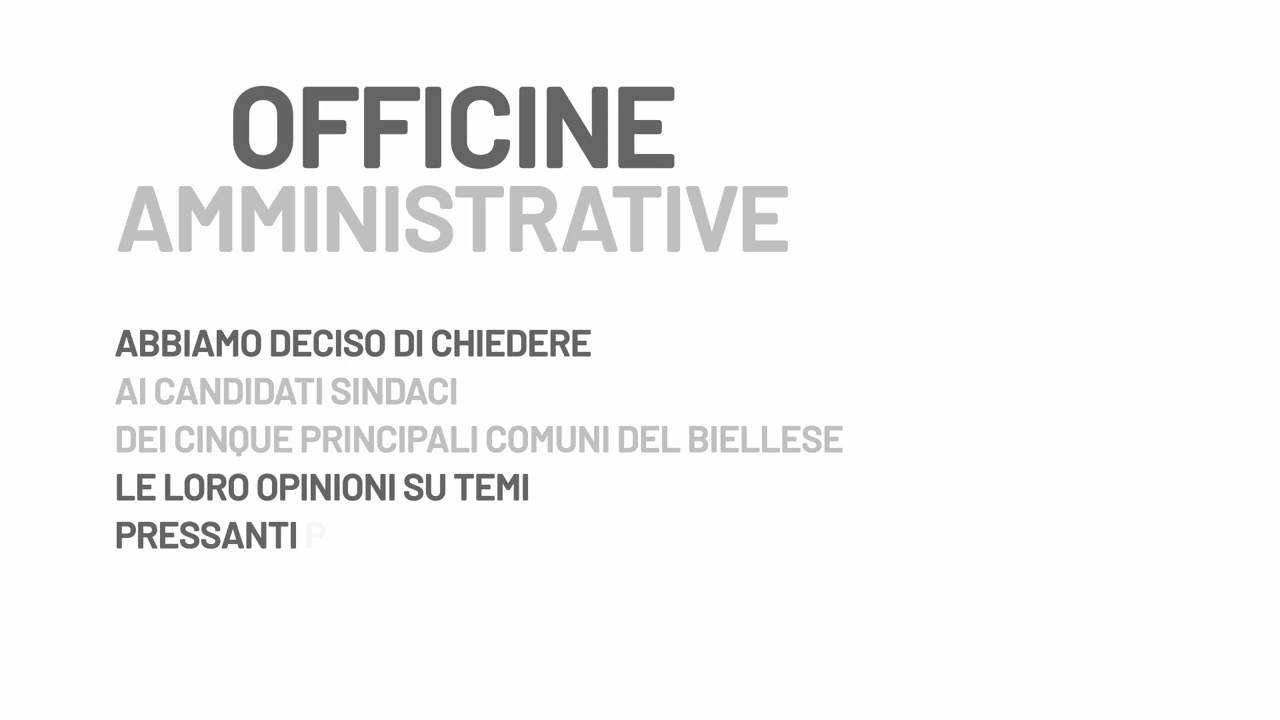 OFFICINE
AMMINISTRATIVE
ABBIAMO DECISO DI CHIEDERE
AI CANDIDATI SINDACI
DEI CINQUE PRINCIPALI COMUNI DEL BIELLESE
LE LORO OPINIONI SU TEMI
PRESSANTI P